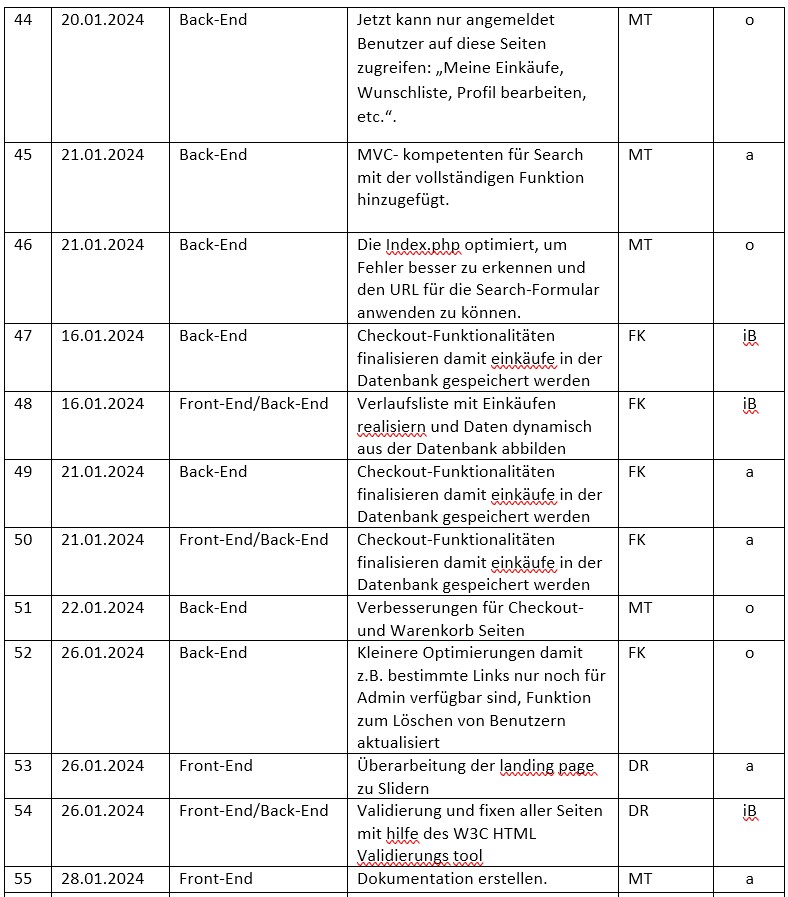 44 20.01.2024 Back-End Jetzt kann nur angemeldet MT o
Benutzer auf diese Seiten
zugreifen: „Meine Einkäufe,
Wunschliste, Profil bearbeiten,
etc.“.
45 21.01.2024 Back-End MVC- kompetenten für Search MT a
mit der vollständigen Funktion
hinzugefügt.
46 21.01.2024 Back-End Die Index.php optimiert, um MT o
Fehler besser zu erkennen und
den URL für die Search-Formular
anwenden zu können.
47 16.01.2024 Back-End Checkout-Funktionalitäten FK iB
finalisieren damit einkäufe in der
Datenbank gespeichert werden
48 16.01.2024 Front-End/Back-End Verlaufsliste mit Einkäufen FK iB
realisiern und Daten dynamisch
aus der Datenbank abbilden
49 21.01.2024 Back-End Checkout-Funktionalitäten FK a
finalisieren damit einkäufe in der
Datenbank gespeichert werden
50 21.01.2024 Front-End/Back-End Checkout-Funktionalitäten FK a
finalisieren damit einkäufe in der
Datenbank gespeichert werden
51 22.01.2024 Back-End Verbesserungen für Checkout- MT o
und Warenkorb Seiten
52 26.01.2024 Back-End Kleinere Optimierungen damit FK o
z.B. bestimmte Links nur noch für
Admin verfügbar sind, Funktion
zum Löschen von Benutzern
aktualisiert
53 26.01.2024 Front-End Überarbeitung der landing page DR a
zu Slidern
54 26.01.2024 Front-End/Back-End Validierung und fixen aller Seiten DR iB
mit hilfe des W3C HTML
Validierungs tool
55 28.01.2024 Front-End Dokumentation erstellen. MT a